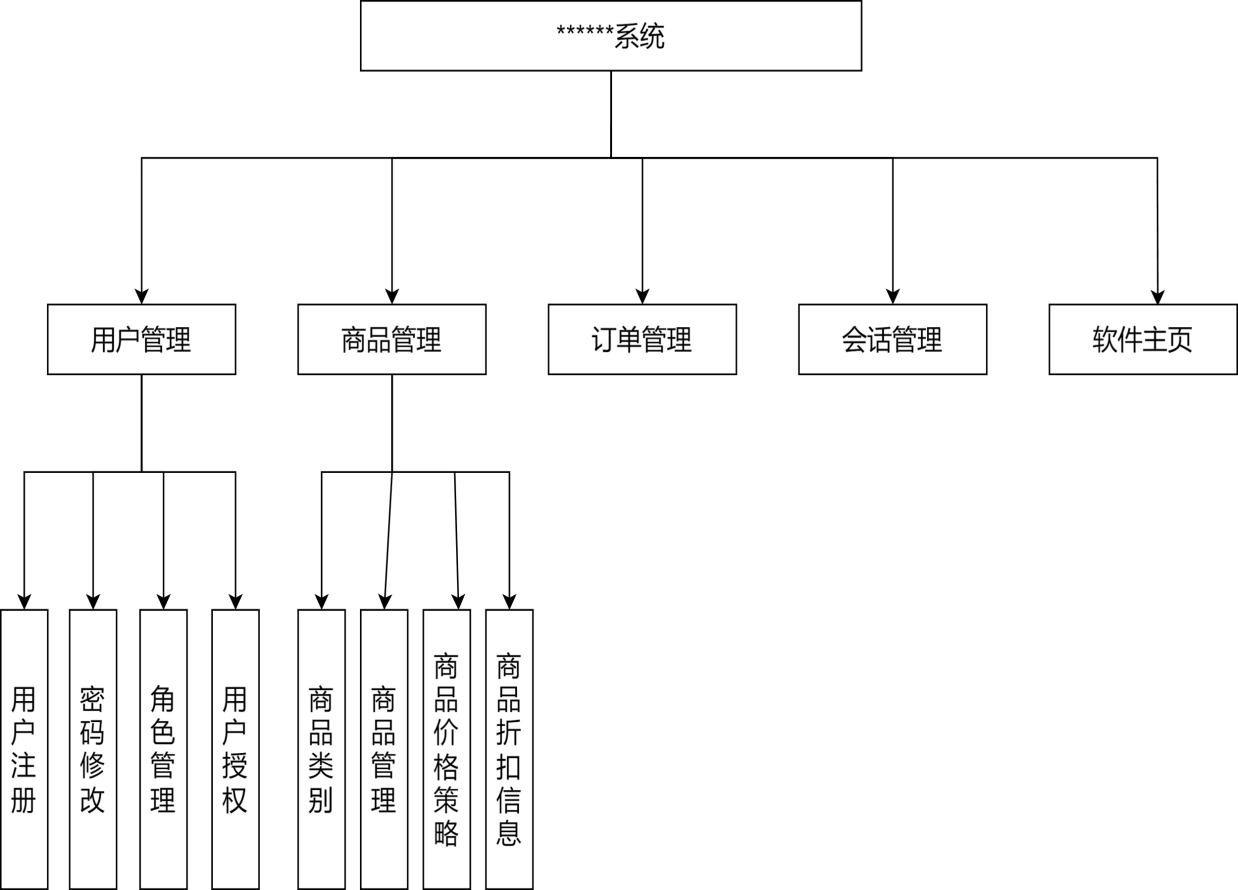 ******系统
用户管理
商品管理
订单管理
会话管理
软件主页
用户注册
密码修改
角色管理
用户授权
商品类别
商品管理
商品价格策略
商品折扣信息